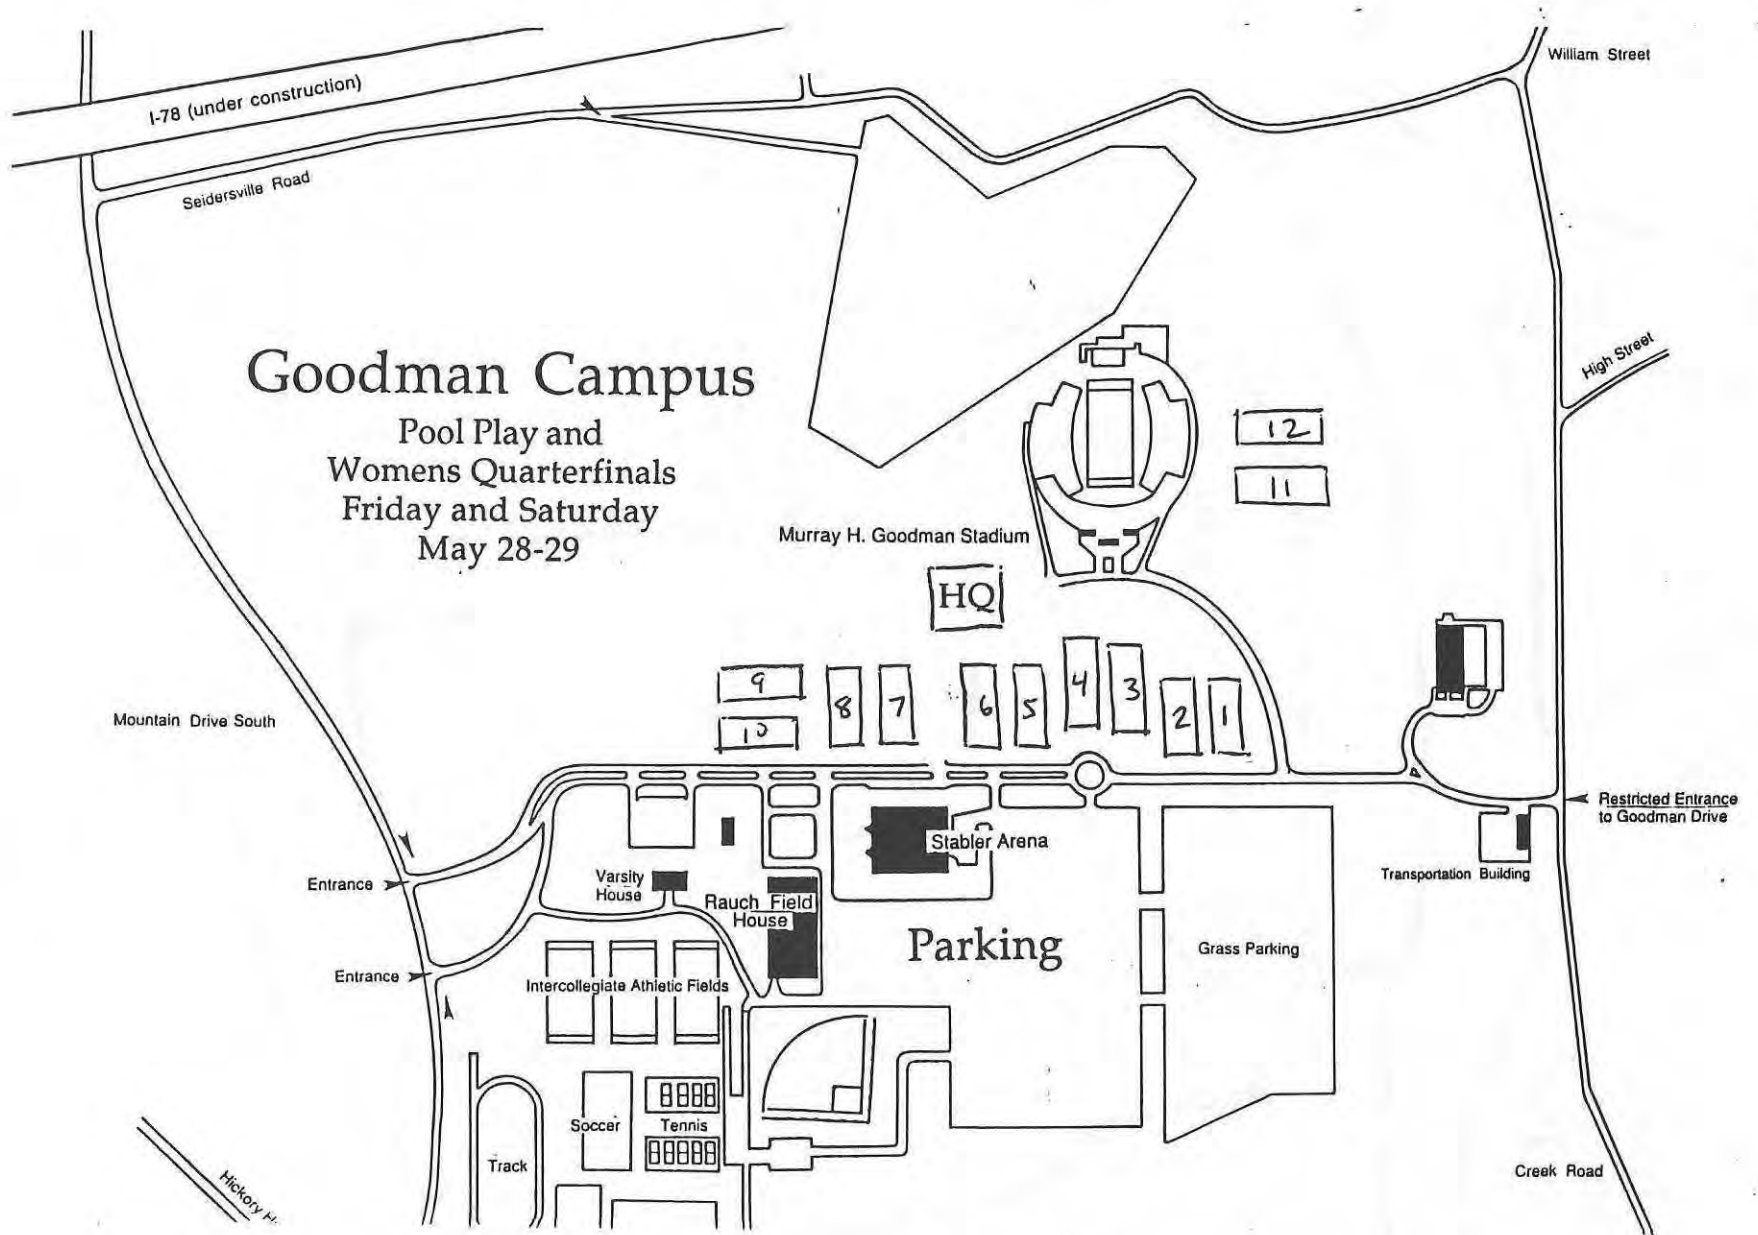 William Street
I-78 (under construction)
Seidersville Road
High Street
Goodman Campus
Pool Play and
Womens Quarterfinals
Friday and Saturday
May 28-29
12
11
Murray H. Goodman Stadium
HQ
9
10
8
7
6
5
4
3
2
1
Mountain Drive South
Restricted Entrance
to Goodman Drive
Stabler Arena
Transportation Building
Entrance
Varsity
House
Rauch Field
House
Parking
Grass Parking
Entrance
Intercollegiate Athletic Fields
Soccer
Tennis
Track
Creek Road
Hickory